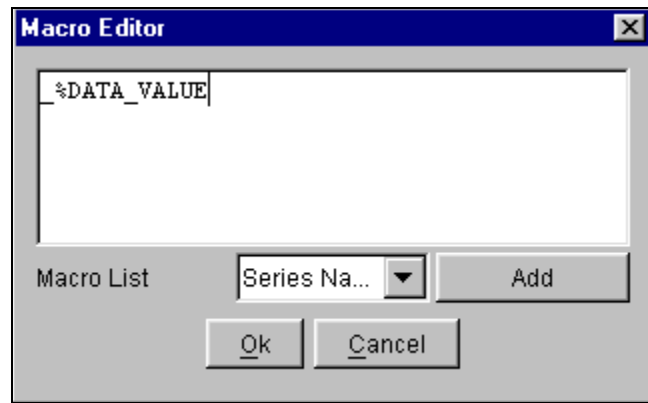 Macro Editor
_%DATA_VALUE
Macro List Series Na... Add
Ok Cancel